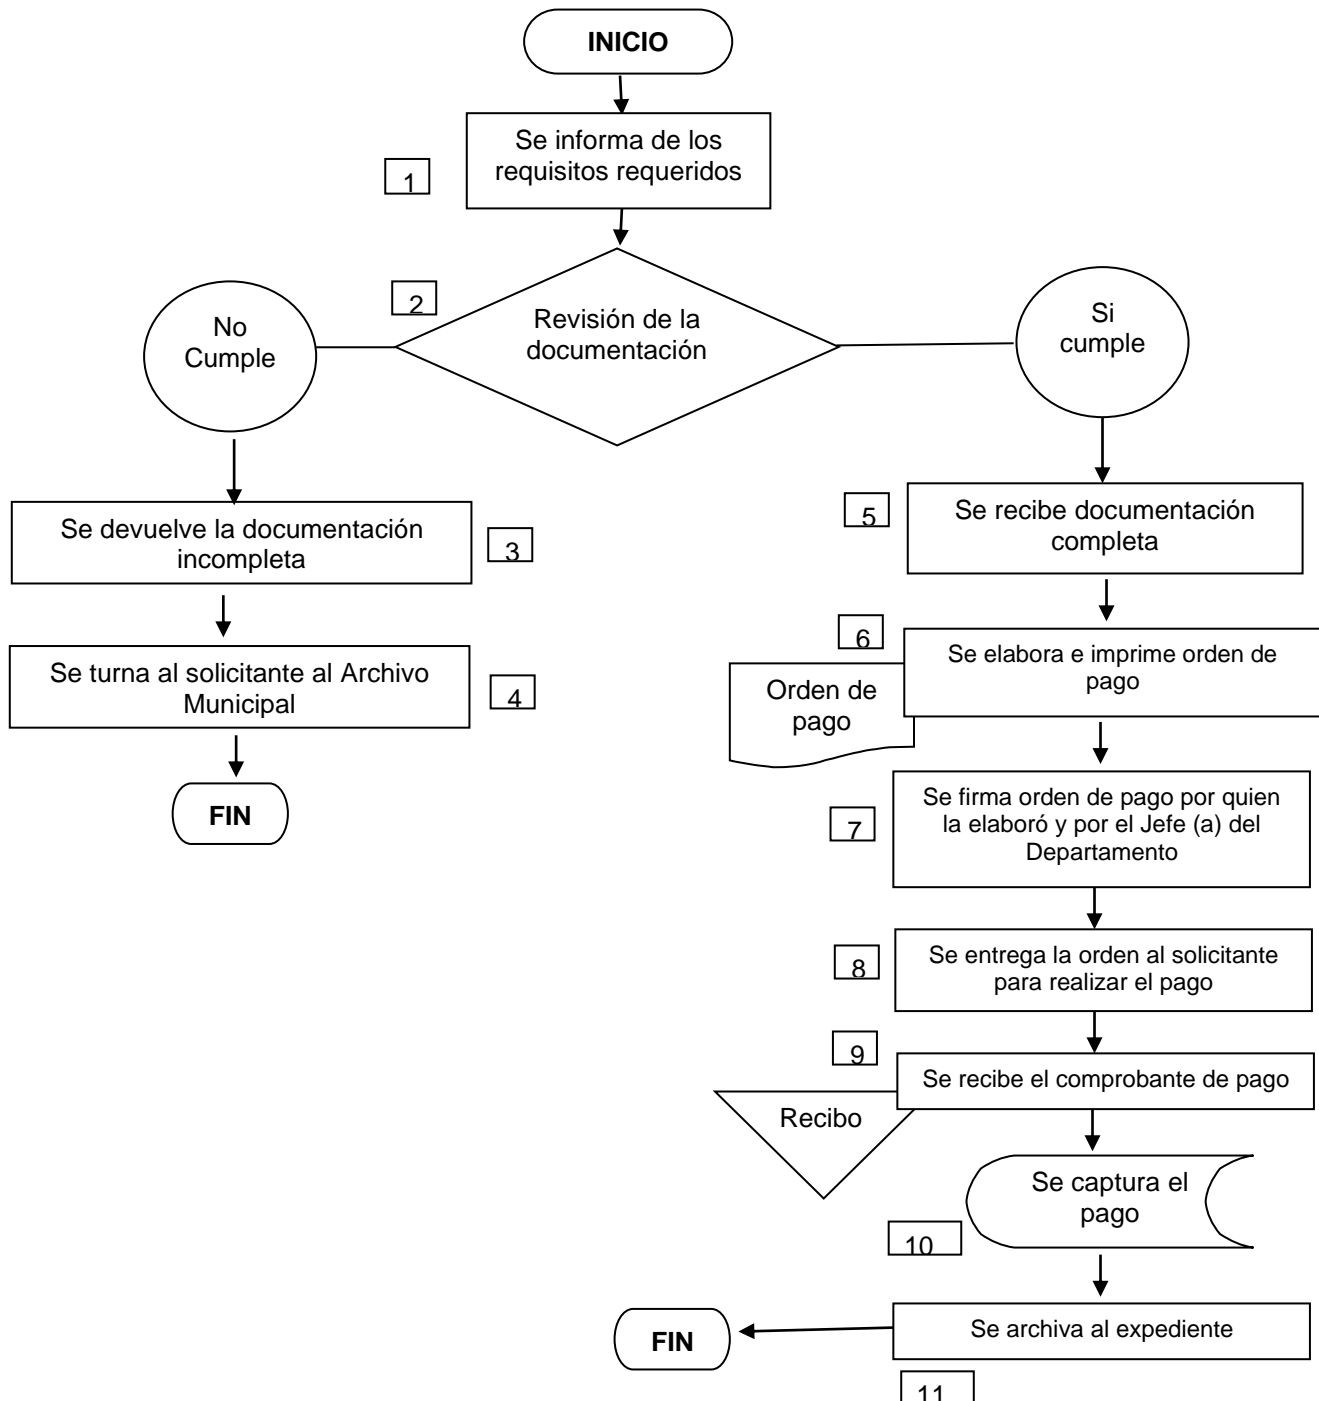 INICIO
Se informa de los
requisitos requeridos
1
2
Revisión de la
documentación
No
Cumple
Si
cumple
Se devuelve la documentación
incompleta
3
Se turna al solicitante al Archivo
Municipal
4
FIN
5
Se recibe documentación
completa
6
Se elabora e imprime orden de
pago
Orden de
pago
7
Se firma orden de pago por quien
la elaboró y por el Jefe (a) del
Departamento
8
Se entrega la orden al solicitante
para realizar el pago
9
Se recibe el comprobante de pago
Recibo
Se captura el
pago
10
Se archiva al expediente
FIN
11